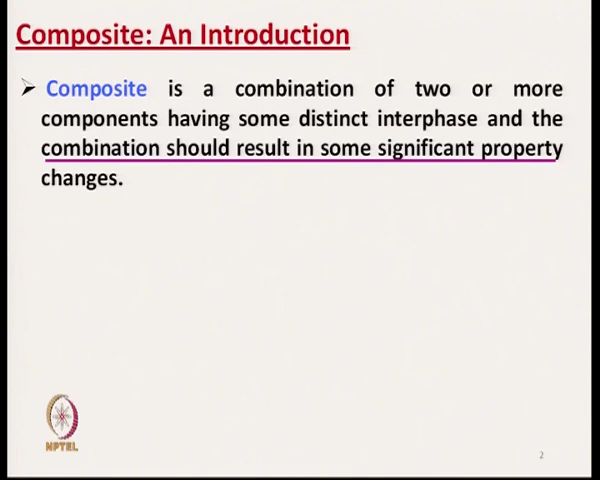 Composite: An Introduction
Composite is a combination of two or more
components having some distinct interphase and the
combination should result in some significant property
changes.
NPTEL
2